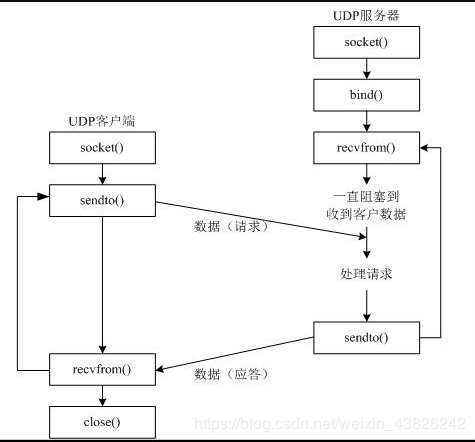 UDP服务器
socket()
bind()
UDP客户端
socket()
recvfrom()
sendto()
一直阻塞到
收到客户数据
数据（请求）
处理请求
sendto()
recvfrom()
数据（应答）
close()
https://blog.csdn.net/weixin_43826242